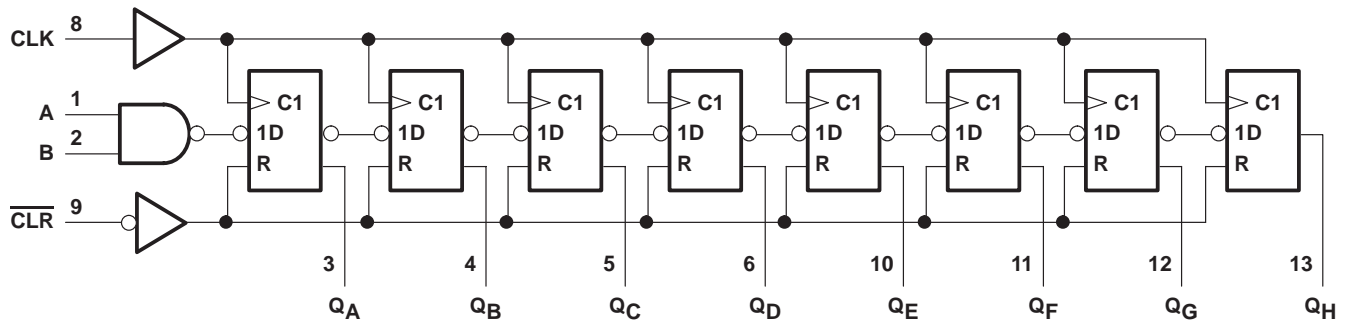 CLK 8
C1 C1 C1 C1 C1 C1 C1 C1
A 1
1D 1D 1D 1D 1D 1D 1D 1D
B 2
R R R R R R R R
CLR 9
3 4 5 6 10 11 12 13
QA QB QC QD QE QF QG QH